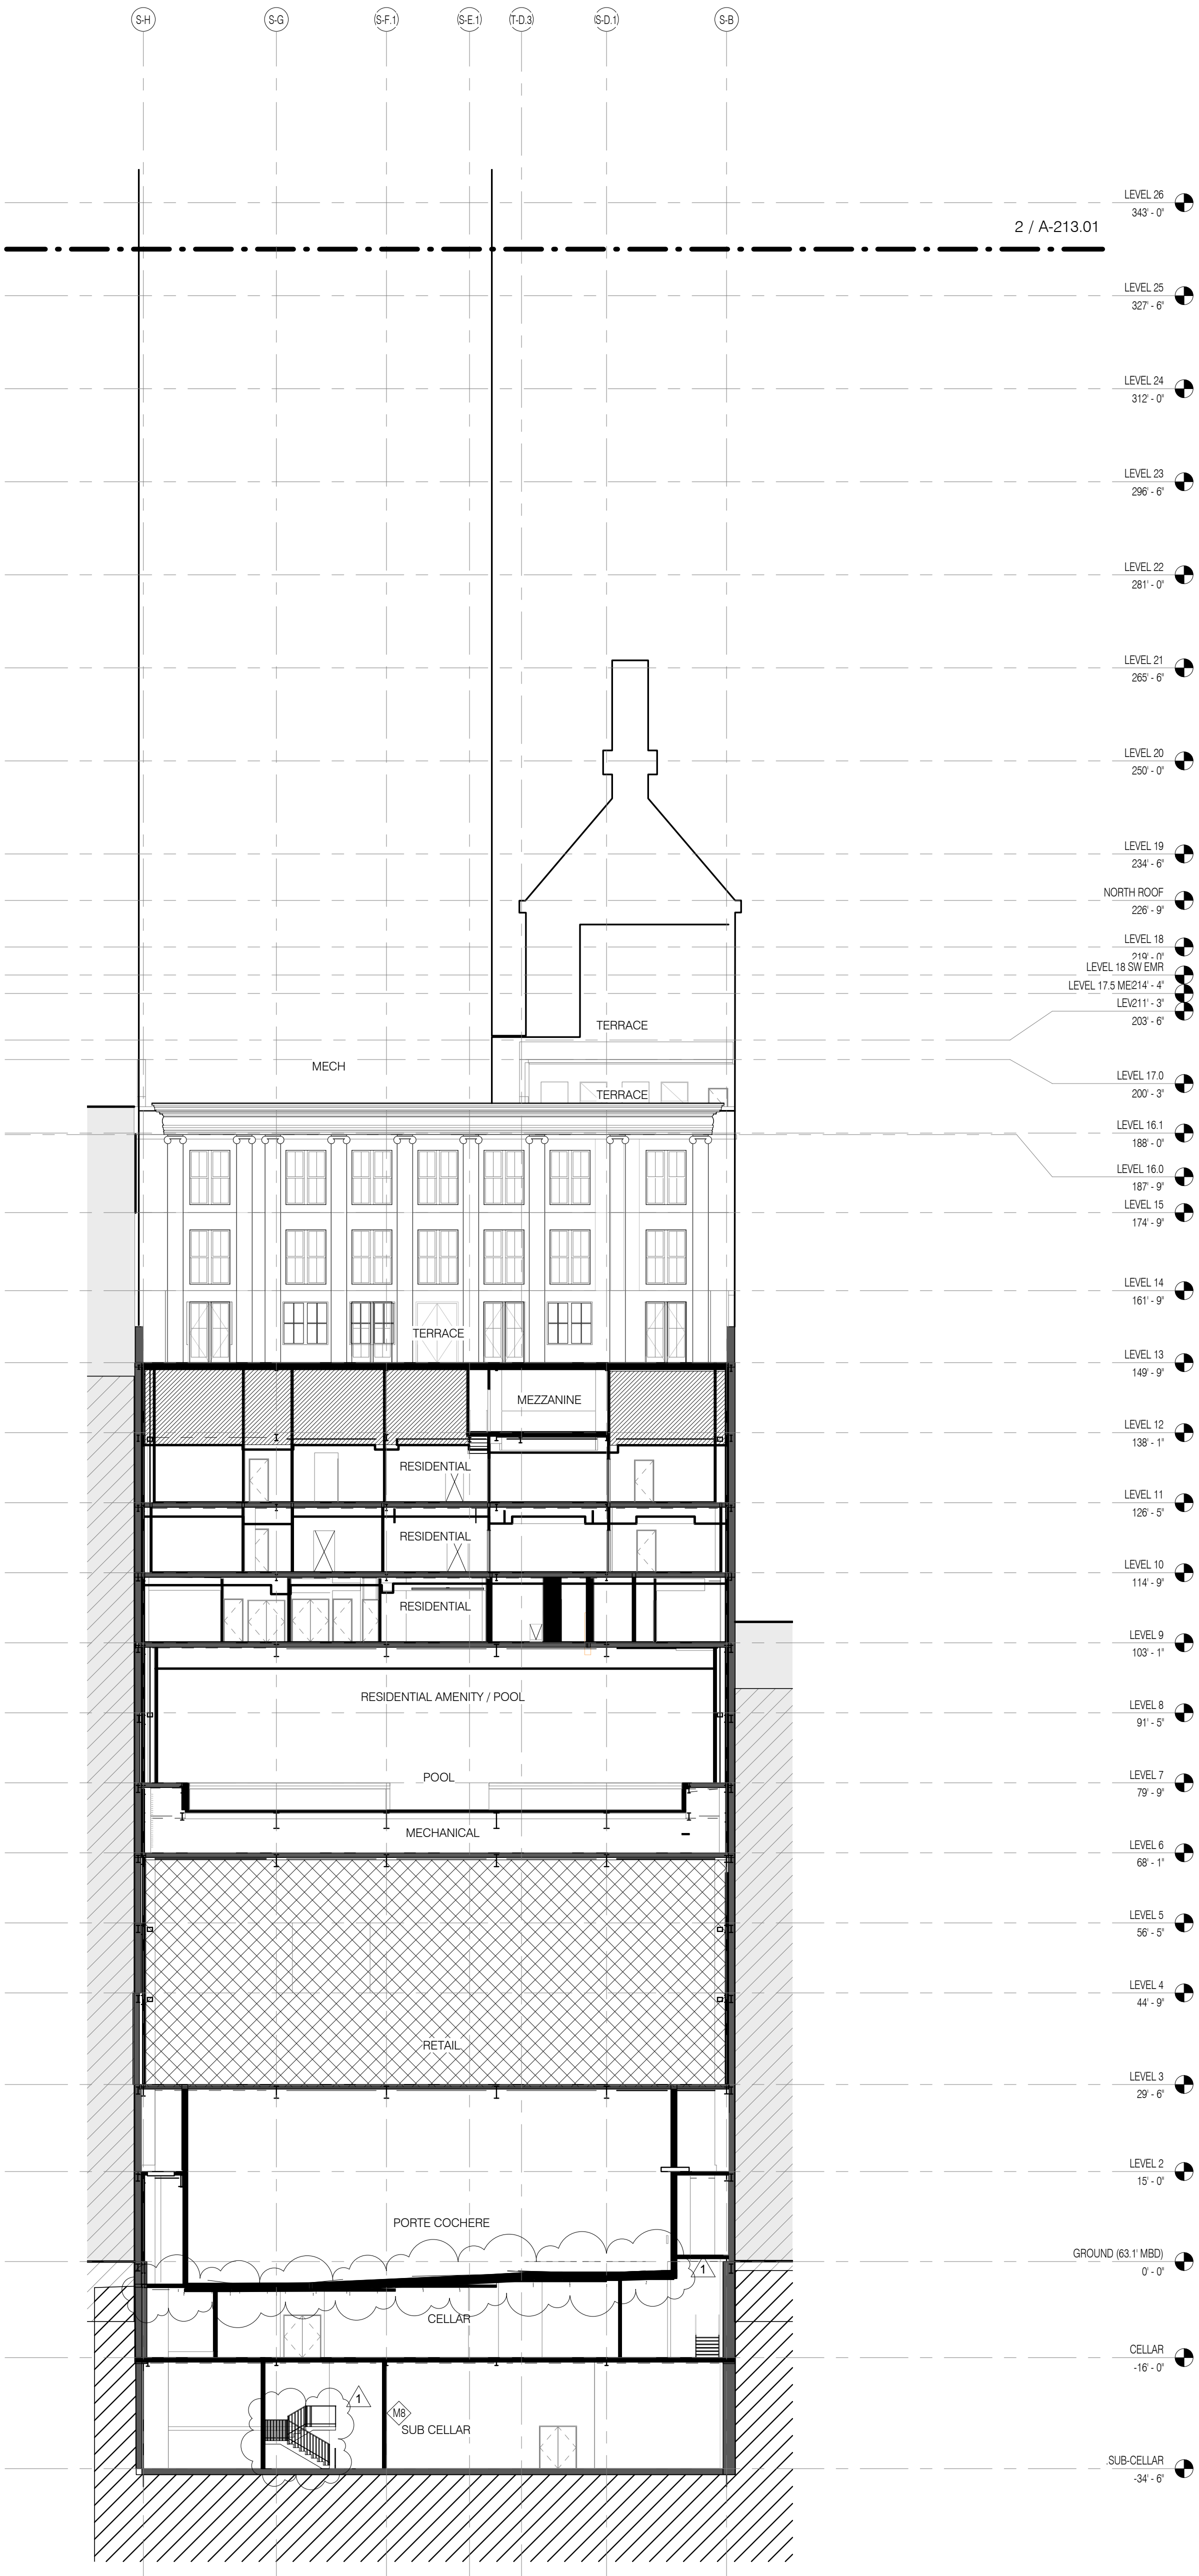 S-H
S-G
(S-F.1)
(S-E.1)
(T-D.3)
(S-D.1)
S-B
LEVEL 26
343' - 0"
2 / A-213.01
LEVEL 25
327' - 6"
LEVEL 24
312' - 0"
LEVEL 23
296' - 6"
LEVEL 22
281' - 0"
LEVEL 21
265' - 6"
LEVEL 20
250' - 0"
LEVEL 19
234' - 6"
NORTH ROOF
226' - 9"
LEVEL 18
219' - 0"
LEVEL 18 SW EMR
LEVEL 17.5 ME214' - 4"
LEV211' - 3"
203' - 6"
TERRACE
MECH
LEVEL 17.0
200' - 3"
TERRACE
LEVEL 16.1
188' - 0"
LEVEL 16.0
187' - 9"
LEVEL 15
174' - 9"
LEVEL 14
161' - 9"
TERRACE
LEVEL 13
149' - 9"
MEZZANINE
LEVEL 12
138' - 1"
RESIDENTIAL
LEVEL 11
126' - 5"
RESIDENTIAL
LEVEL 10
114' - 9"
RESIDENTIAL
LEVEL 9
103' - 1"
RESIDENTIAL AMENITY / POOL
LEVEL 8
91' - 5"
POOL
LEVEL 7
79' - 9"
MECHANICAL
LEVEL 6
68' - 1"
LEVEL 5
56' - 5"
LEVEL 4
44' - 9"
RETAIL
LEVEL 3
29' - 6"
LEVEL 2
15' - 0"
PORTE COCHERE
GROUND (63.1' MBD)
0' - 0"
1
CELLAR
CELLAR
-16' - 0"
1
M8
SUB CELLAR
SUB-CELLAR
-34' - 6"